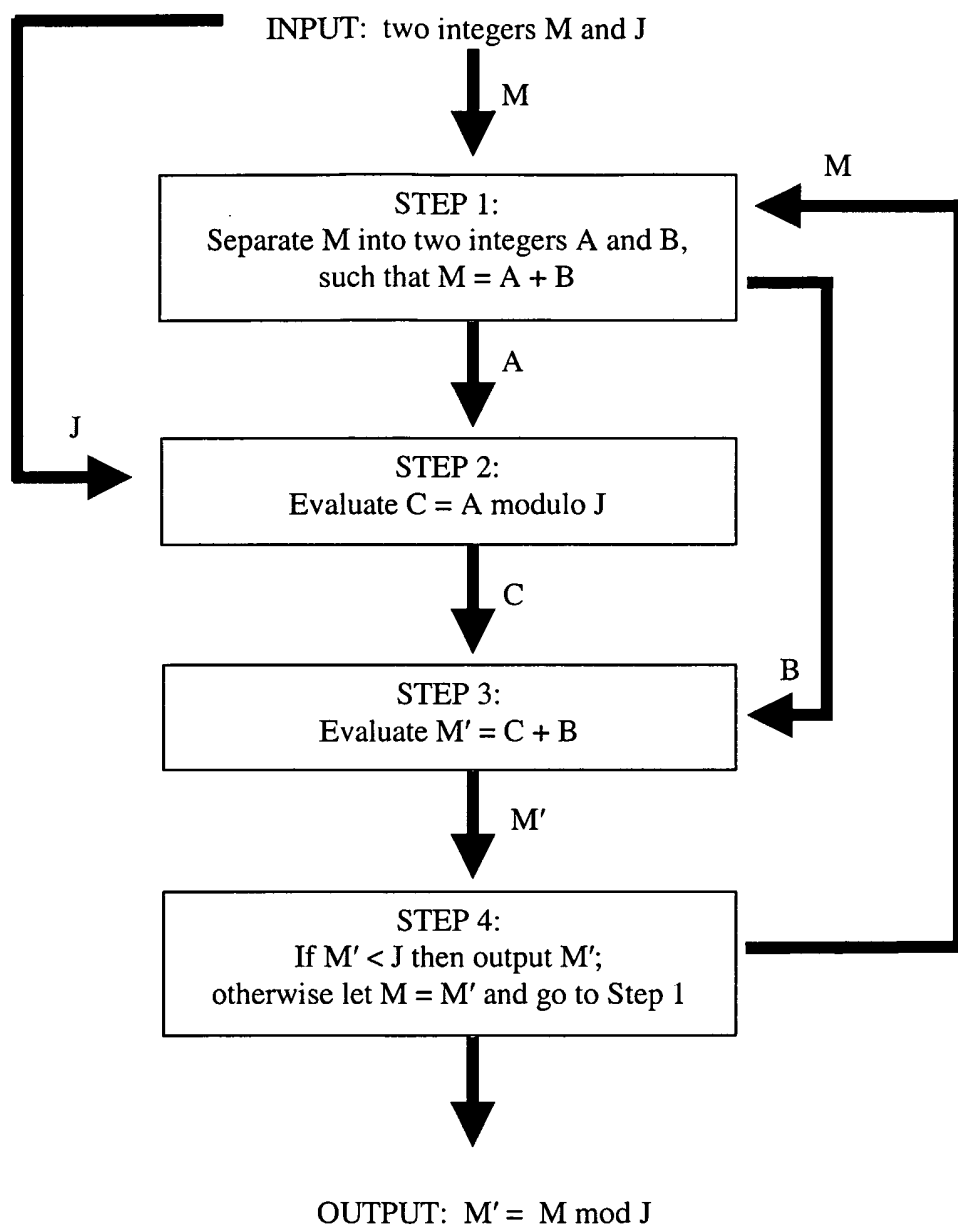 INPUT: two integers M and J
M
M
STEP 1:
Separate M into two integers A and B,
such that M = A + B
A
J
STEP 2:
Evaluate C = A modulo J
C
B
STEP 3:
Evaluate M′ = C + B
M′
STEP 4:
If M′ < J then output M′;
otherwise let M = M′ and go to Step 1
OUTPUT: M′ = M mod J